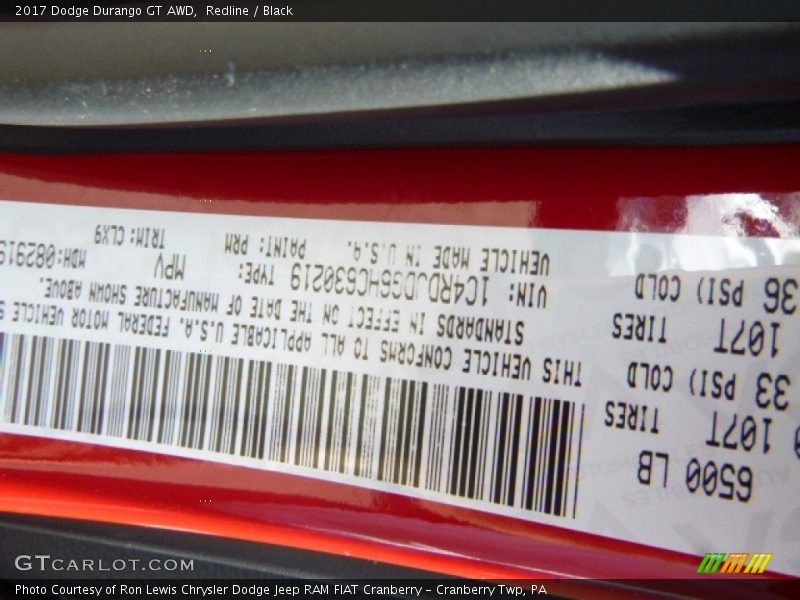 2017 Dodge Durango GT AWD, Redline / Black
6500 LB
107T TIRES
33 PSI) COLD
107T TIRES
36 PSI) COLD
THIS VEHICLE CONFORMS TO ALL APPLICABLE U.S.A. FEDERAL MOTOR VEHICLE
STANDARDS IN EFFECT ON THE DATE OF MANUFACTURE SHOWN ABOVE.
VIN: 1C4RDJDG6HC630219 TYPE: MPV
VEHICLE MADE IN U.S.A. PAINT: PRM TRIM: CLX9 MDH:082919
GTCARLOT.COM
Photo Courtesy of Ron Lewis Chrysler Dodge Jeep RAM FIAT Cranberry - Cranberry Twp, PA